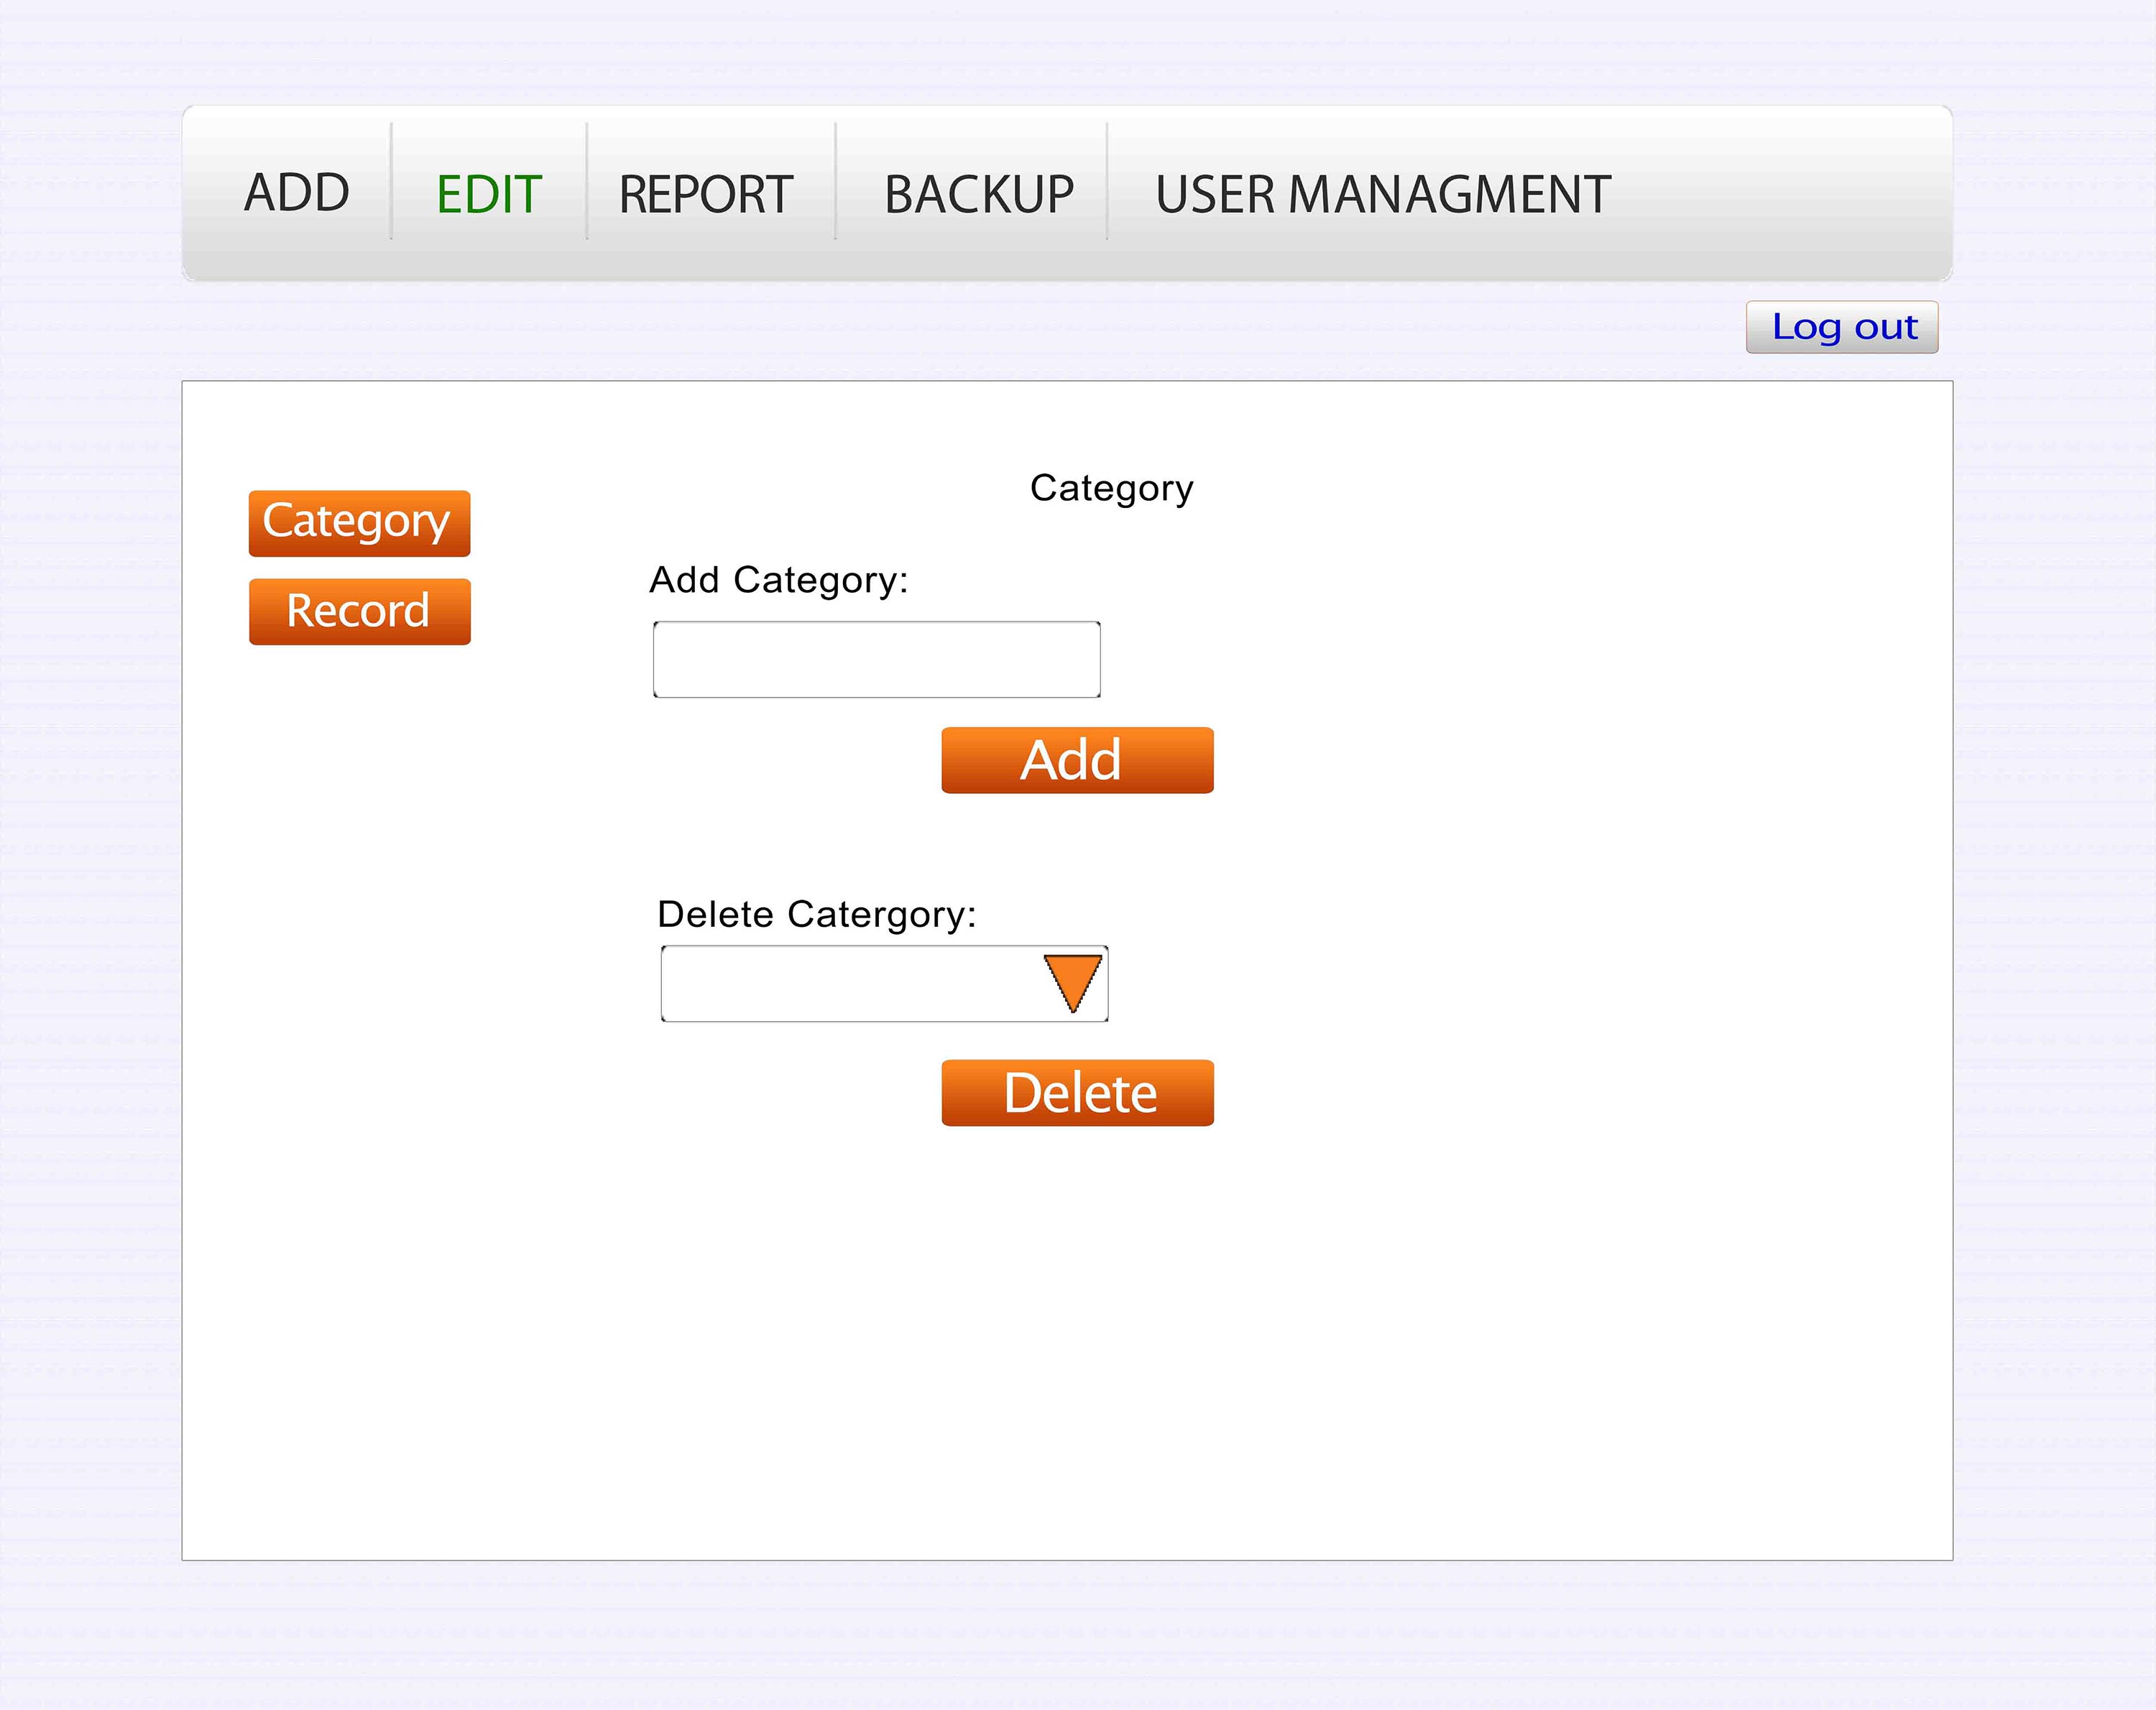 ADD EDIT REPORT BACKUP USER MANAGMENT
Log out
Category
Record
Category
Add Category:
Add
Delete Catergory:
Delete